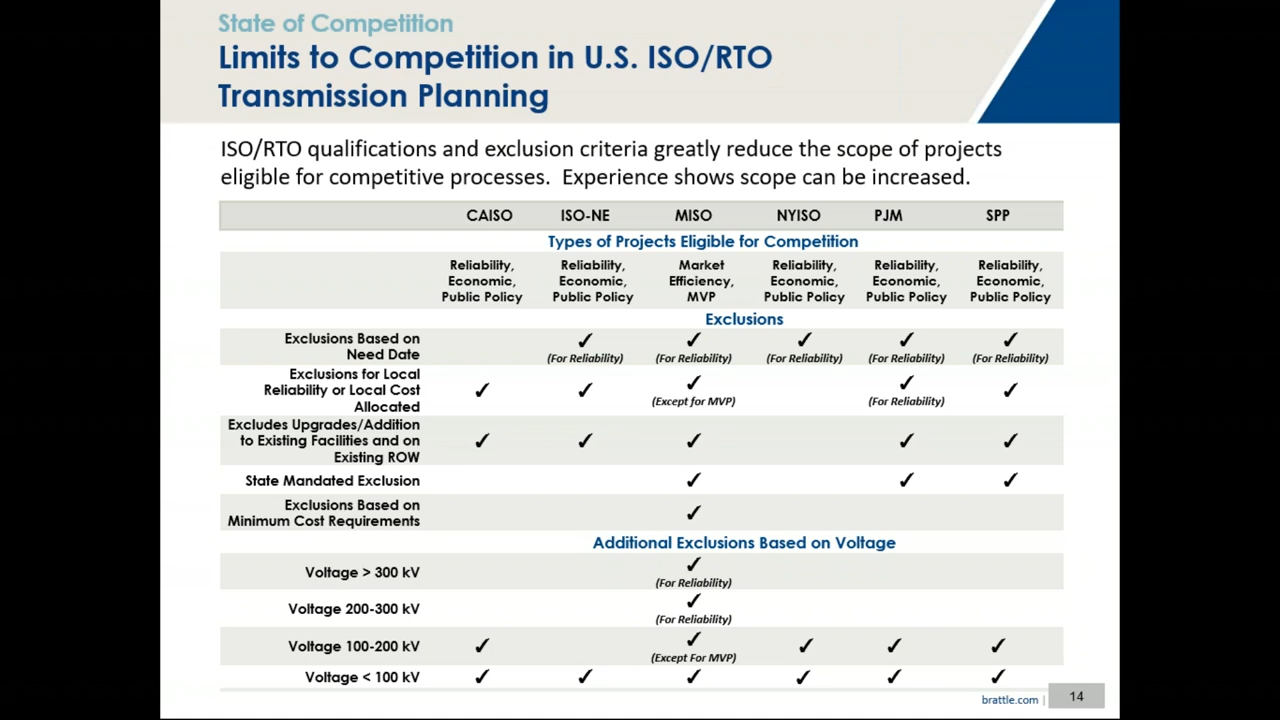 State of Competition
Limits to Competition in U.S. ISO/RTO
Transmission Planning
ISO/RTO qualifications and exclusion criteria greatly reduce the scope of projects
eligible for competitive processes. Experience shows scope can be increased.
CAISO ISO-NE MISO NYISO PJM SPP
Types of Projects Eligible for Competition
Reliability, Reliability, Market Reliability, Reliability, Reliability,
Economic, Economic, Efficiency, Economic, Economic, Economic,
Public Policy Public Policy MVP Public Policy Public Policy Public Policy
Exclusions
Exclusions Based on ✓ ✓ ✓ ✓ ✓
Need Date (For Reliability) (For Reliability) (For Reliability) (For Reliability) (For Reliability)
Exclusions for Local
Reliability or Local Cost ✓ ✓ ✓ ✓ ✓
Allocated (Except for MVP) (For Reliability)
Excludes Upgrades/Addition
to Existing Facilities and on ✓ ✓ ✓ ✓ ✓
Existing ROW
State Mandated Exclusion ✓ ✓ ✓
Exclusions Based on
Minimum Cost Requirements ✓
Additional Exclusions Based on Voltage
Voltage > 300 kV ✓
(For Reliability)
Voltage 200-300 kV ✓
(For Reliability)
Voltage 100-200 kV ✓ ✓ ✓ ✓ ✓
(Except For MVP)
Voltage < 100 kV ✓ ✓ ✓ ✓ ✓ ✓
brattle.com | 14